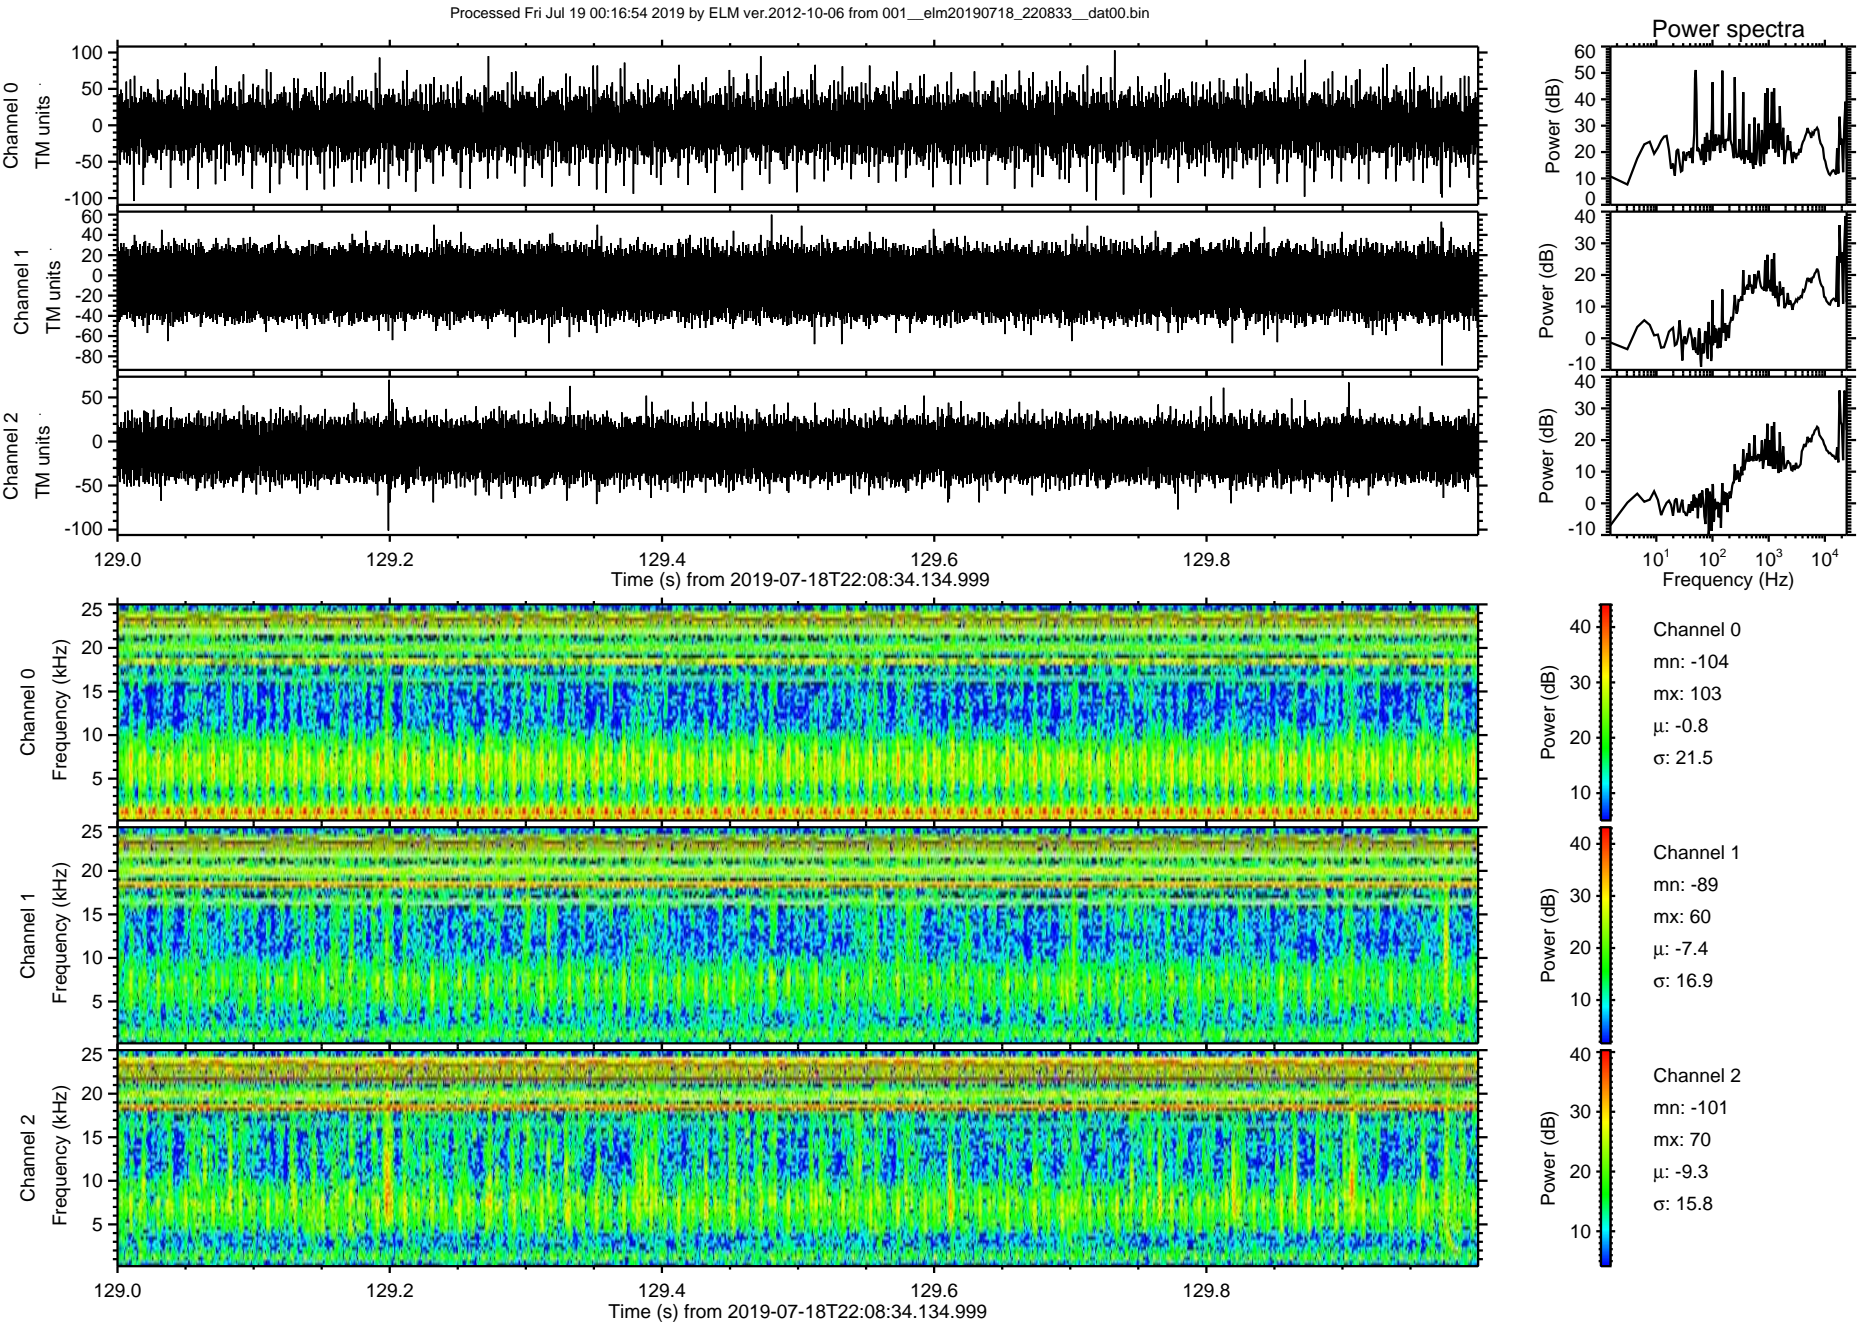 Processed Fri Jul 19 00:16:54 2019 by ELM ver.2012-10-06 from 001__elm20190718_220833__dat00.bin
Power spectra
Channel 0
TM units
100
50
0
-50
-100
Power (dB)
60
50
40
30
20
10
0
Channel 1
TM units
60
40
20
0
-20
-40
-60
-80
Power (dB)
40
30
20
10
0
-10
Channel 2
TM units
50
0
-50
-100
Power (dB)
40
30
20
10
0
-10
129.0 129.2 129.4 129.6 129.8
Time (s) from 2019-07-18T22:08:34.134.999
10¹ 10² 10³ 10⁴
Frequency (Hz)
Channel 0
Frequency (kHz)
25
20
15
10
5
Power (dB)
40
30
20
10
Channel 0
mn: -104
mx: 103
μ: -0.8
σ: 21.5
Channel 1
Frequency (kHz)
25
20
15
10
5
Power (dB)
40
30
20
10
Channel 1
mn: -89
mx: 60
μ: -7.4
σ: 16.9
Channel 2
Frequency (kHz)
25
20
15
10
5
Power (dB)
40
30
20
10
Channel 2
mn: -101
mx: 70
μ: -9.3
σ: 15.8
129.0 129.2 129.4 129.6 129.8
Time (s) from 2019-07-18T22:08:34.134.999